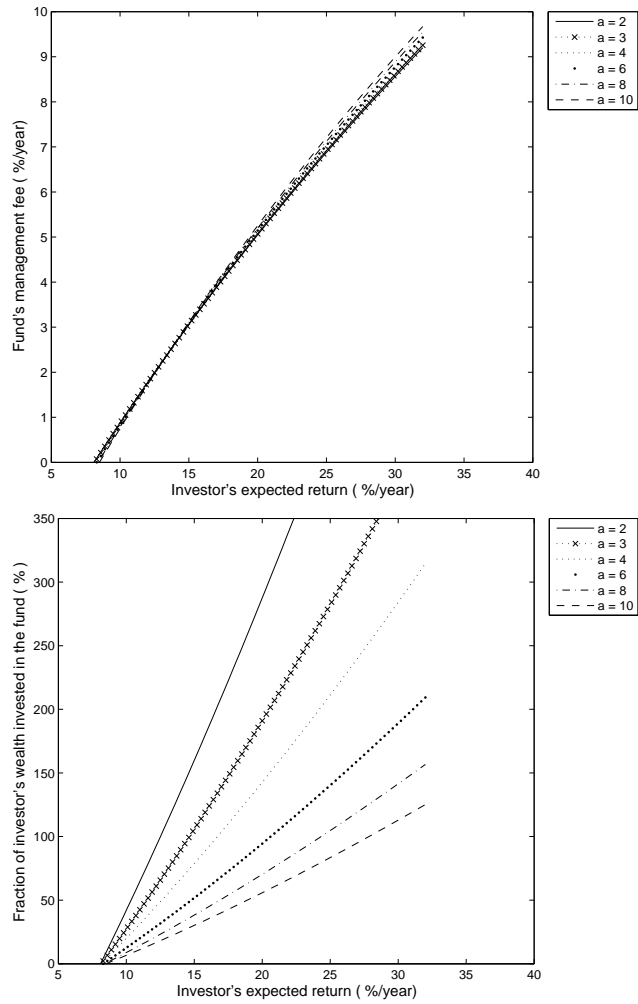 10
9
8
7
6
5
4
3
2
1
0
Fund's management fee ( %/year)
5 10 15 20 25 30 35 40
Investor's expected return ( %/year)
a = 2
a = 3
a = 4
a = 6
a = 8
a = 10
350
300
250
200
150
100
50
0
Fraction of investor's wealth invested in the fund ( %)
5 10 15 20 25 30 35 40
Investor's expected return ( %/year)
a = 2
a = 3
a = 4
a = 6
a = 8
a = 10